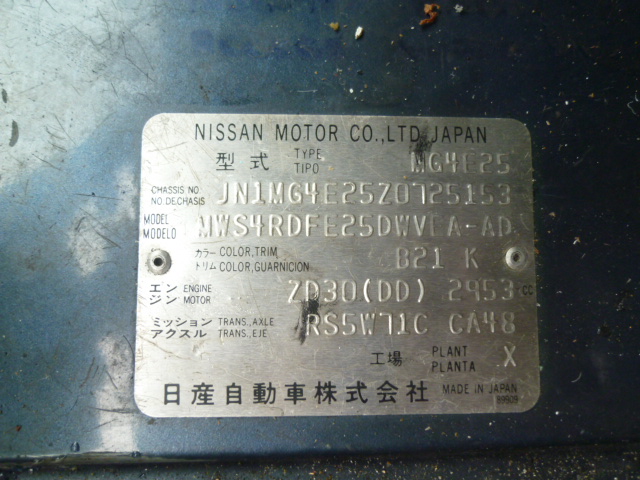 NISSAN MOTOR CO.,LTD.JAPAN
型式 TYPE TIPO MG4E25
CHASSIS NO. NO.DE.CHASIS JN1MG4E25Z0725153
MODEL MODELO MWS4RDFE25DWVEA-AD
カラー COLOR,TRIM
トリム COLOR,GUARNICION B21 K
エンジン ENGINE MOTOR ZD30(DD) 2953 CC
ミッション TRANS.,AXLE
アクスル TRANS.,EJE RS5W71C CA48
工場 PLANT PLANTA X
日産自動車株式会社 MADE IN JAPAN
89909